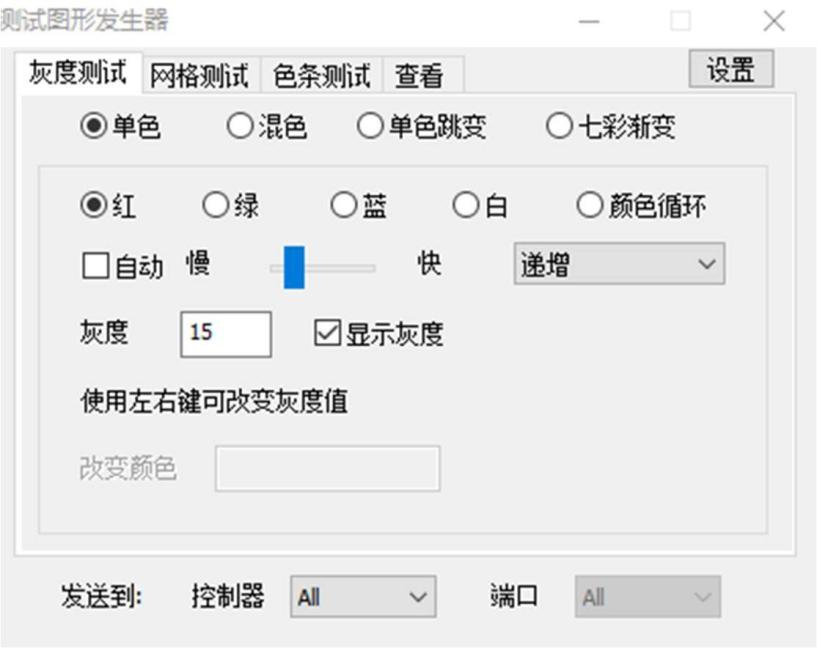 测试图形发生器
灰度测试 网格测试 色条测试 查看 设置
单色 混色 单色跳变 七彩渐变
红 绿 蓝 白 颜色循环
自动 慢 快 递增
灰度 15 显示灰度
使用左右键可改变灰度值
改变颜色
发送到: 控制器 All 端口 All